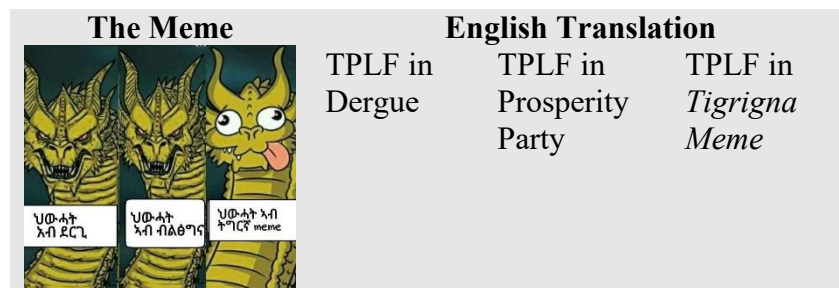 The Meme English Translation
TPLF in TPLF in TPLF in
Dergue Prosperity Tigrigna
Party Meme
ህውሓት
ኣብ ደርጊ
ህውሓት
ኣብ ብልፅግና
ህውሓት ኣብ
ትግርኛ meme